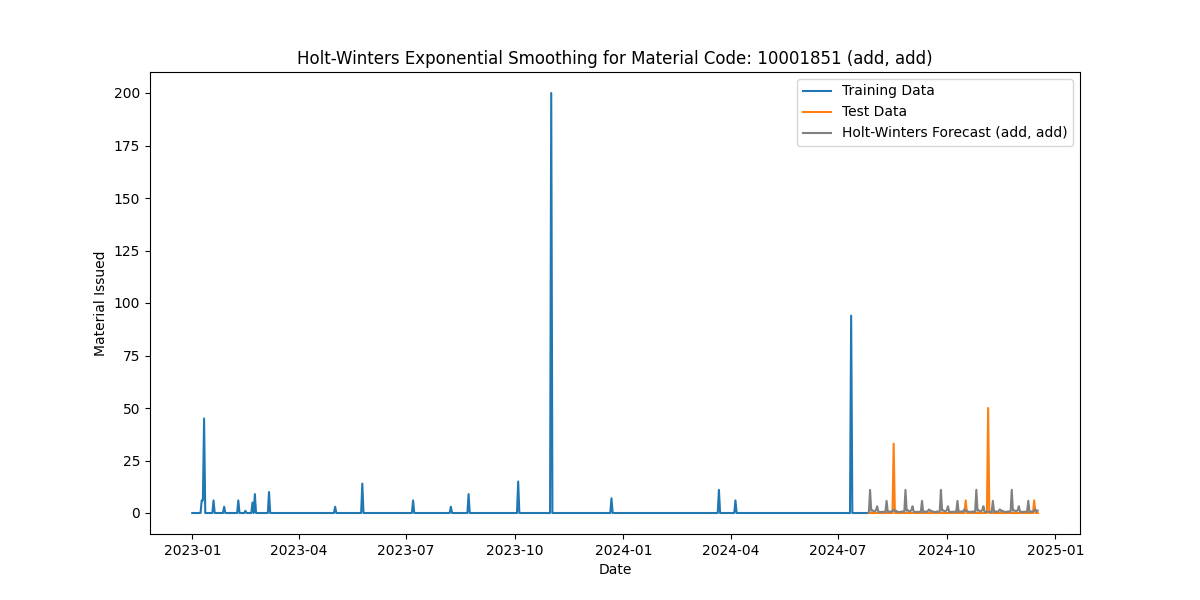 Holt-Winters Exponential Smoothing for Material Code: 10001851 (add, add)
Training Data
Test Data
Holt-Winters Forecast (add, add)
Material Issued
200
175
150
125
100
75
50
25
0
2023-01 2023-04 2023-07 2023-10 2024-01 2024-04 2024-07 2024-10 2025-01
Date